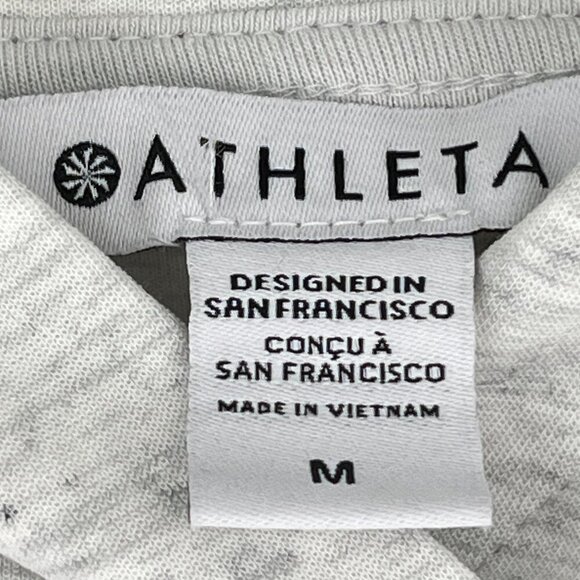 ATHLETA
DESIGNED IN
SAN FRANCISCO
CONÇU À
SAN FRANCISCO
MADE IN VIETNAM
M